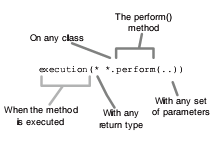 The perform()
method
On any class
execution(* *.perform(..))
When the method
is executed
With any
return type
With any set
of parameters